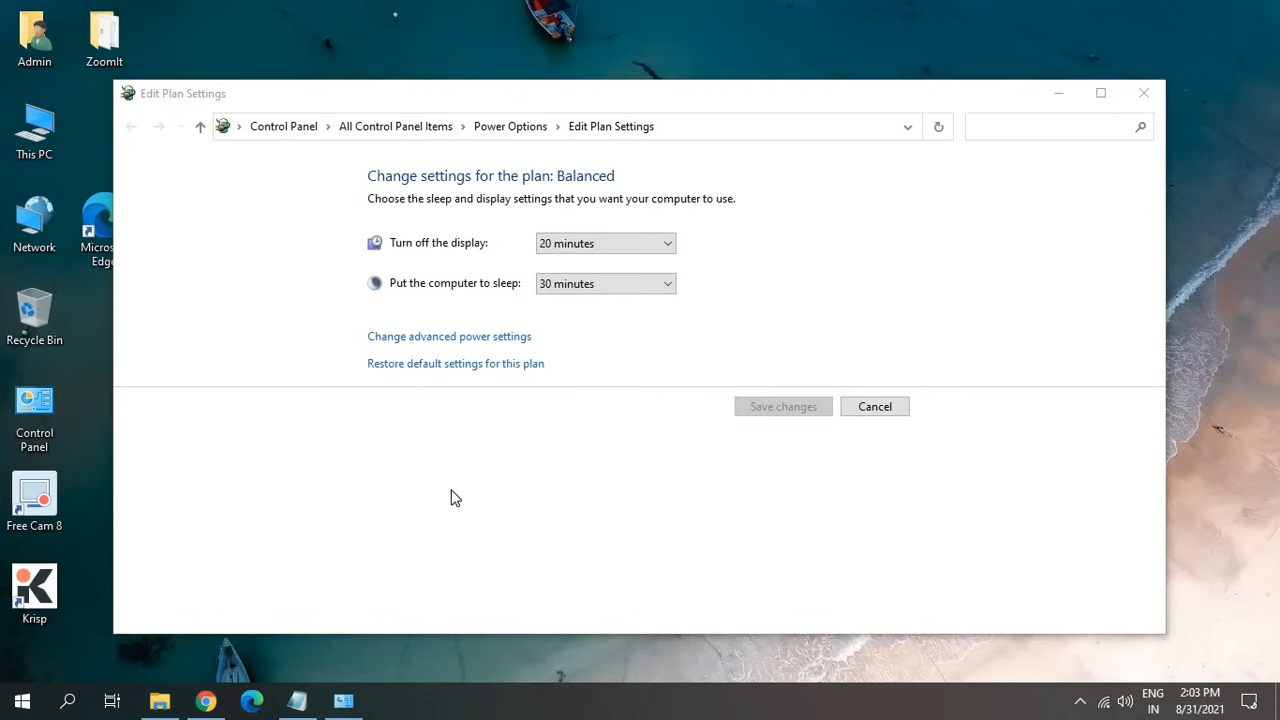 Admin
ZoomIt
This PC
Network
Micros
Edg
Recycle Bin
Control
Panel
Free Cam 8
Krisp
Edit Plan Settings
Control Panel > All Control Panel Items > Power Options > Edit Plan Settings
Change settings for the plan: Balanced
Choose the sleep and display settings that you want your computer to use.
Turn off the display: 20 minutes
Put the computer to sleep: 30 minutes
Change advanced power settings
Restore default settings for this plan
Save changes Cancel
ENG
IN
2:03 PM
8/31/2021